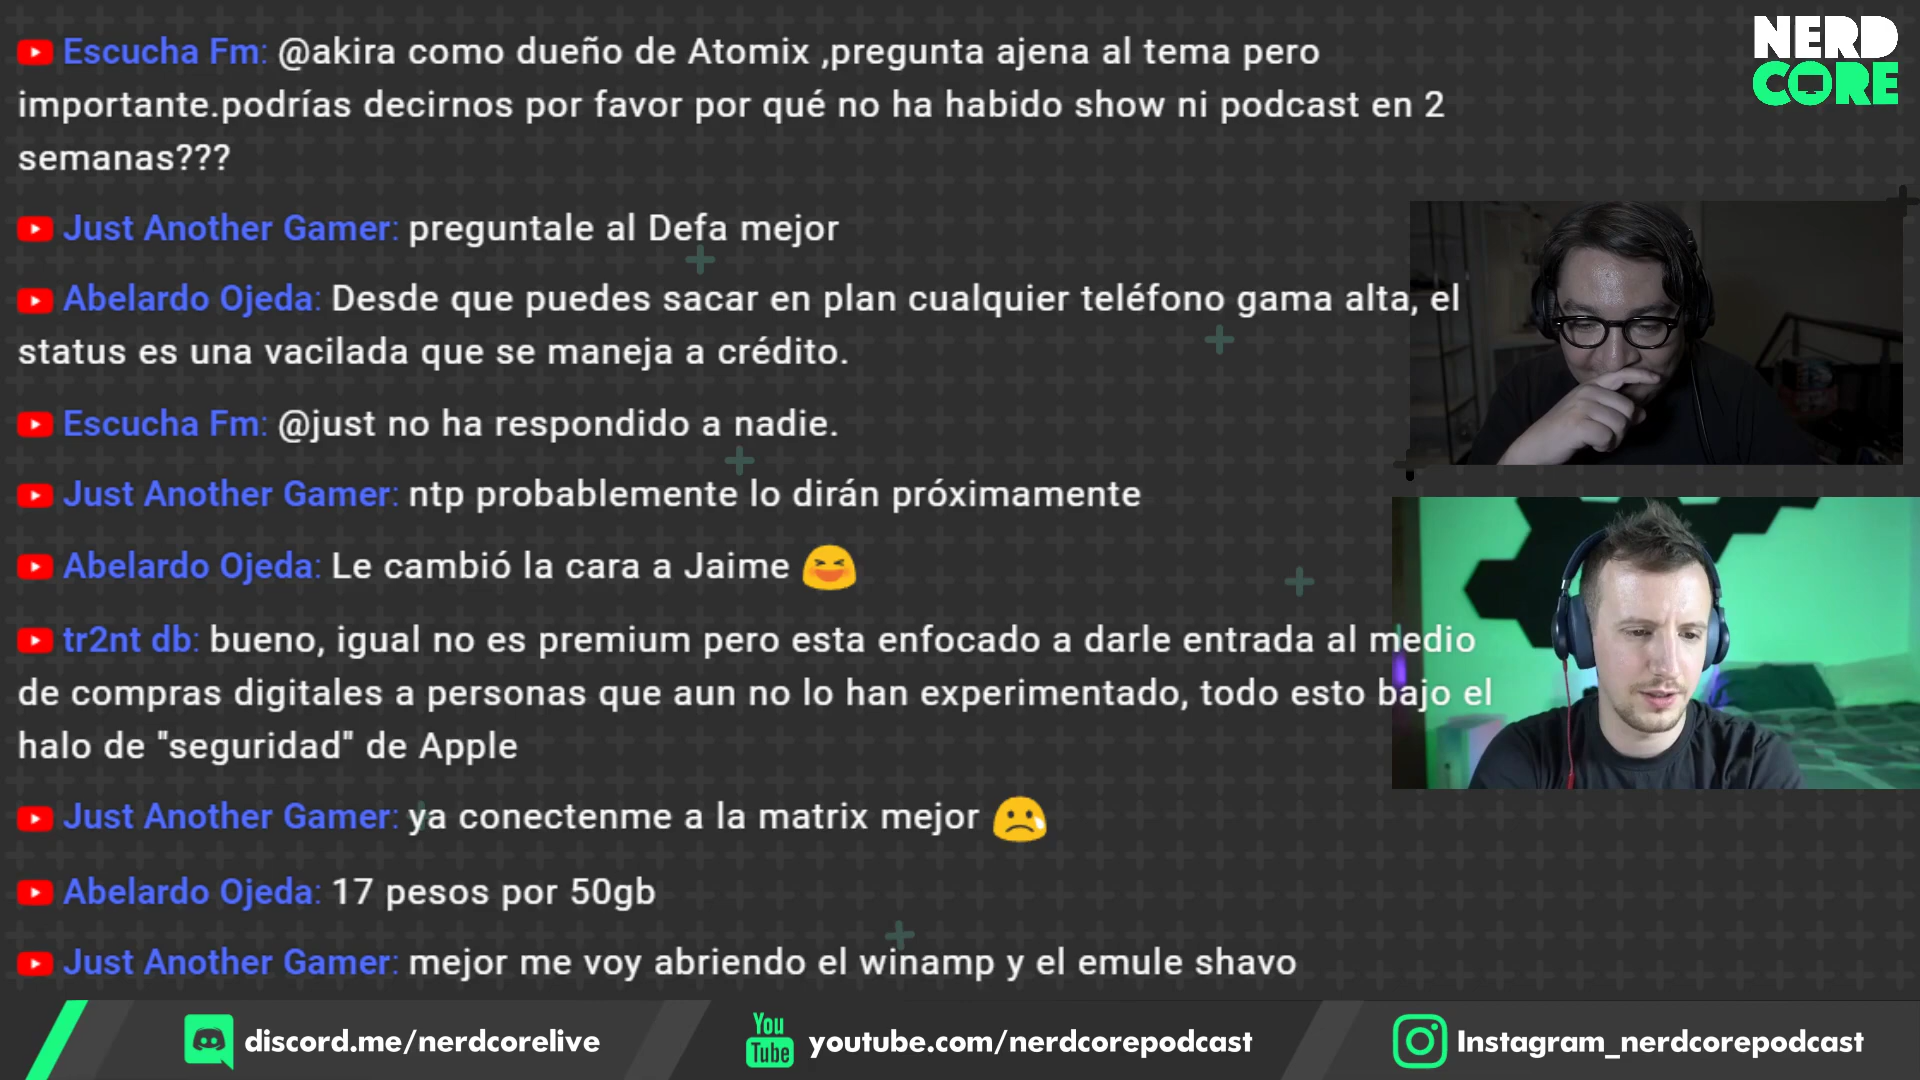 Escucha Fm: @akira como dueño de Atomix ,pregunta ajena al tema pero
importante.podrías decirnos por favor por qué no ha habido show ni podcast en 2
semanas???
Just Another Gamer: preguntale al Defa mejor
Abelardo Ojeda: Desde que puedes sacar en plan cualquier teléfono gama alta, el
status es una vacilada que se maneja a crédito.
Escucha Fm: @just no ha respondido a nadie.
Just Another Gamer: ntp probablemente lo dirán próximamente
Abelardo Ojeda: Le cambió la cara a Jaime 😆
tr2nt db: bueno, igual no es premium pero esta enfocado a darle entrada al medio
de compras digitales a personas que aun no lo han experimentado, todo esto bajo el
halo de "seguridad" de Apple
Just Another Gamer: ya conectenme a la matrix mejor 😢
Abelardo Ojeda: 17 pesos por 50gb
Just Another Gamer: mejor me voy abriendo el winamp y el emule shavo
NERD
CORE
discord.me/nerdcorelive
You
Tube
youtube.com/nerdcorepodcast
Instagram_nerdcorepodcast